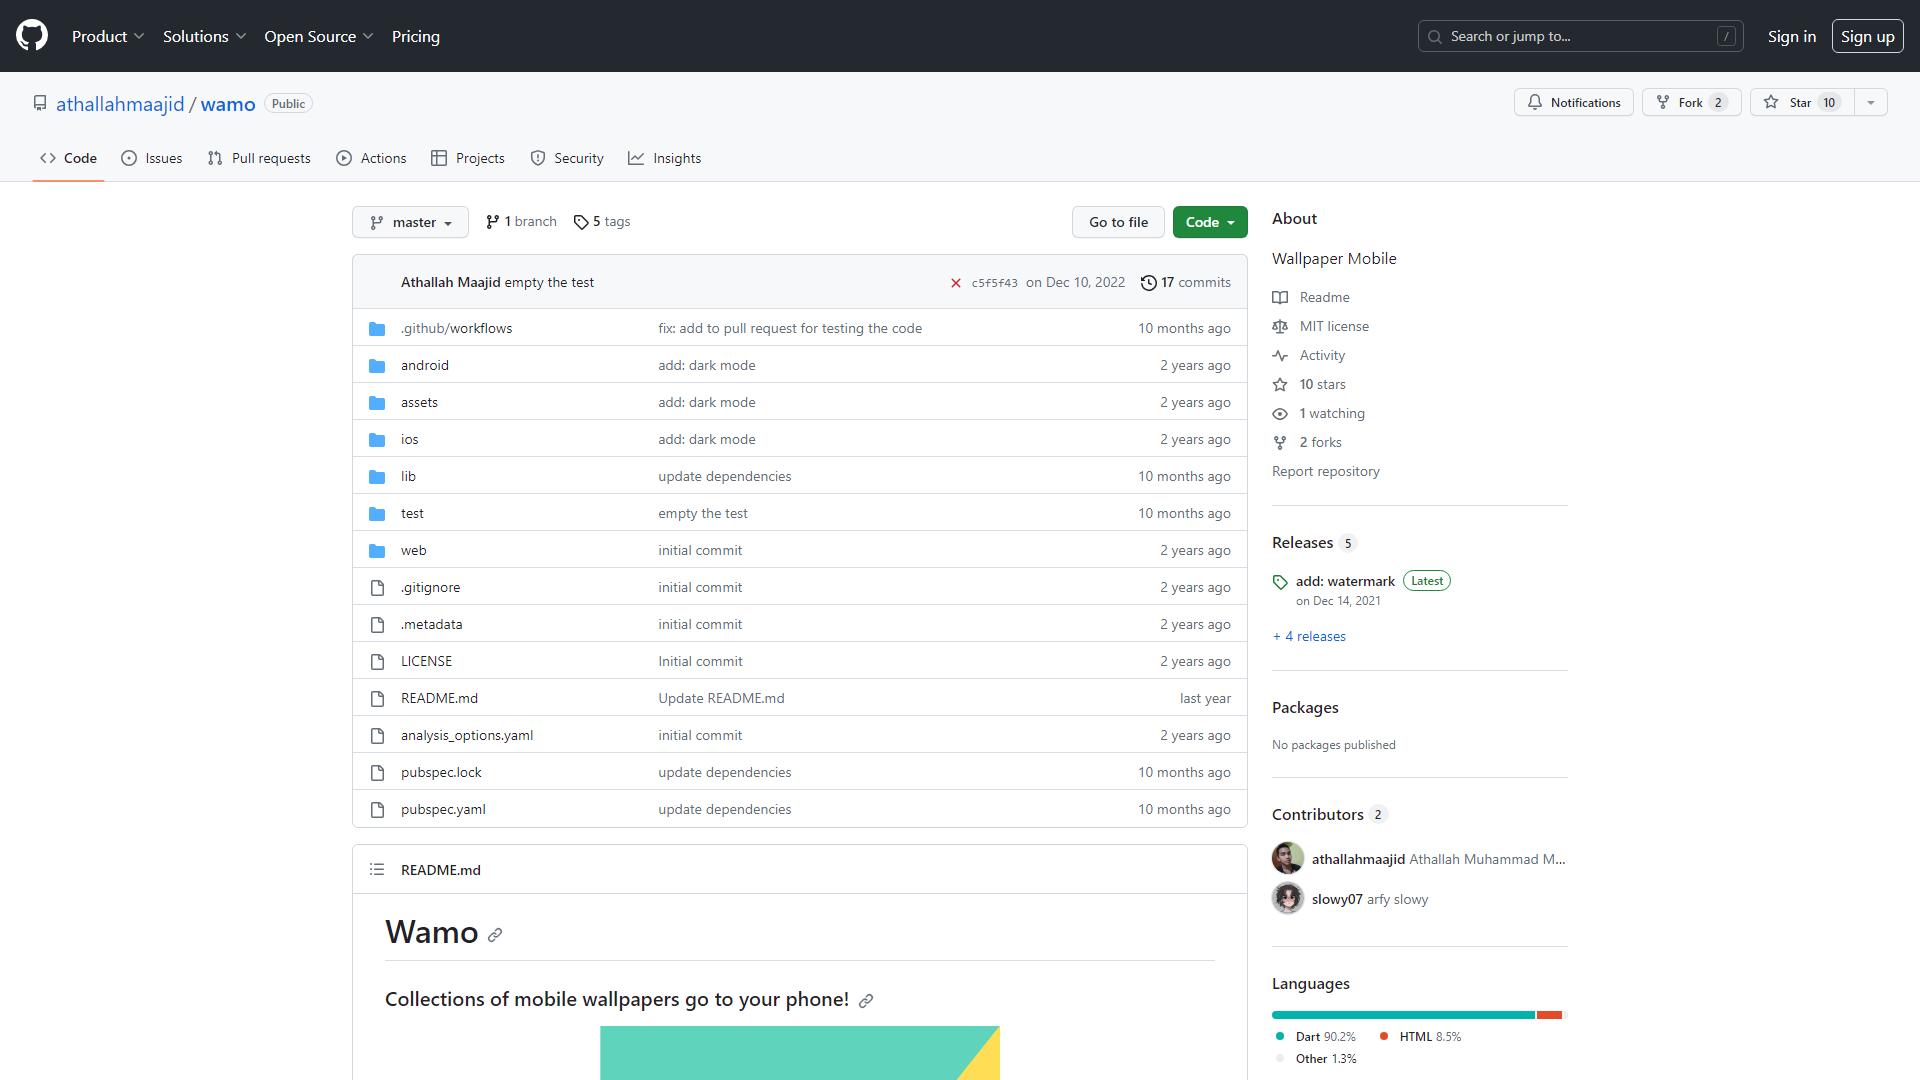 Product Solutions Open Source Pricing Search or jump to... / Sign in Sign up
athallahmaajid / wamo Public Notifications Fork 2 Star 10
Code Issues Pull requests Actions Projects Security Insights
master 1 branch 5 tags Go to file Code
Athallah Maajid empty the test c5f5f43 on Dec 10, 2022 17 commits
.github/workflows fix: add to pull request for testing the code 10 months ago
android add: dark mode 2 years ago
assets add: dark mode 2 years ago
ios add: dark mode 2 years ago
lib update dependencies 10 months ago
test empty the test 10 months ago
web initial commit 2 years ago
.gitignore initial commit 2 years ago
.metadata initial commit 2 years ago
LICENSE Initial commit 2 years ago
README.md Update README.md last year
analysis_options.yaml initial commit 2 years ago
pubspec.lock update dependencies 10 months ago
pubspec.yaml update dependencies 10 months ago
README.md
Wamo
Collections of mobile wallpapers go to your phone!
About
Wallpaper Mobile
Readme
MIT license
Activity
10 stars
1 watching
2 forks
Report repository
Releases 5
add: watermark Latest
on Dec 14, 2021
+ 4 releases
Packages
No packages published
Contributors 2
athallahmaajid Athallah Muhammad M...
slowy07 arfy slowy
Languages
Dart 90.2% HTML 8.5%
Other 1.3%